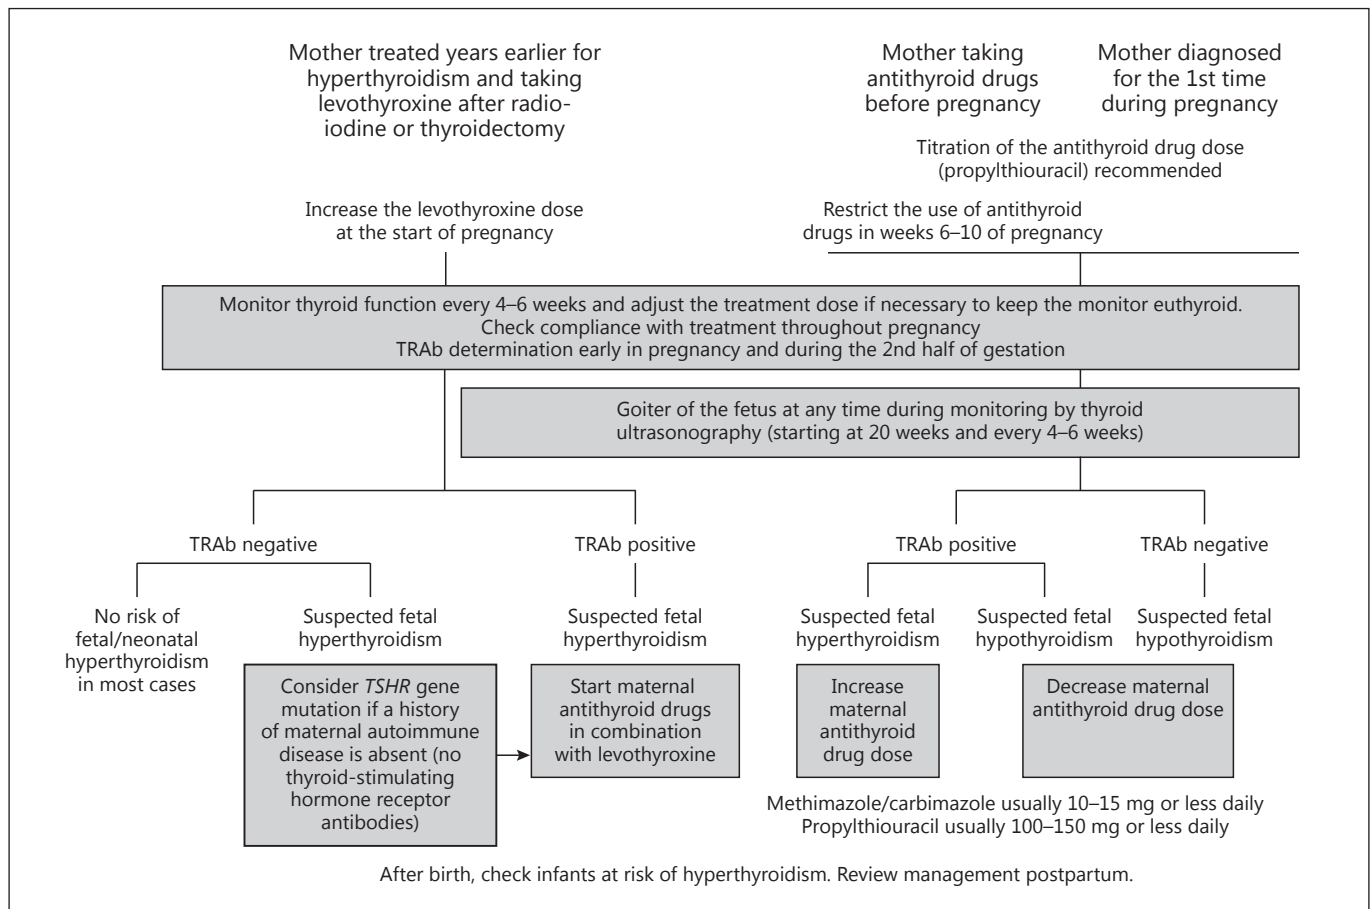 Mother treated years earlier for
hyperthyroidism and taking
levothyroxine after radio-
iodine or thyroidectomy
Mother taking
antithyroid drugs
before pregnancy
Mother diagnosed
for the 1st time
during pregnancy
Titration of the antithyroid drug dose
(propylthiouracil) recommended
Increase the levothyroxine dose
at the start of pregnancy
Restrict the use of antithyroid
drugs in weeks 6–10 of pregnancy
Monitor thyroid function every 4–6 weeks and adjust the treatment dose if necessary to keep the monitor euthyroid.
Check compliance with treatment throughout pregnancy
TRAb determination early in pregnancy and during the 2nd half of gestation
Goiter of the fetus at any time during monitoring by thyroid
ultrasonography (starting at 20 weeks and every 4–6 weeks)
TRAb negative
TRAb positive
TRAb positive
TRAb negative
No risk of
fetal/neonatal
hyperthyroidism
in most cases
Suspected fetal
hyperthyroidism
Suspected fetal
hyperthyroidism
Suspected fetal
hyperthyroidism
Suspected fetal
hypothyroidism
Suspected fetal
hypothyroidism
Consider TSHR gene
mutation if a history
of maternal autoimmune
disease is absent (no
thyroid-stimulating
hormone receptor
antibodies)
Start maternal
antithyroid drugs
in combination
with levothyroxine
Increase
maternal
antithyroid
drug dose
Decrease maternal
antithyroid drug dose
Methimazole/carbimazole usually 10–15 mg or less daily
Propylthiouracil usually 100–150 mg or less daily
After birth, check infants at risk of hyperthyroidism. Review management postpartum.